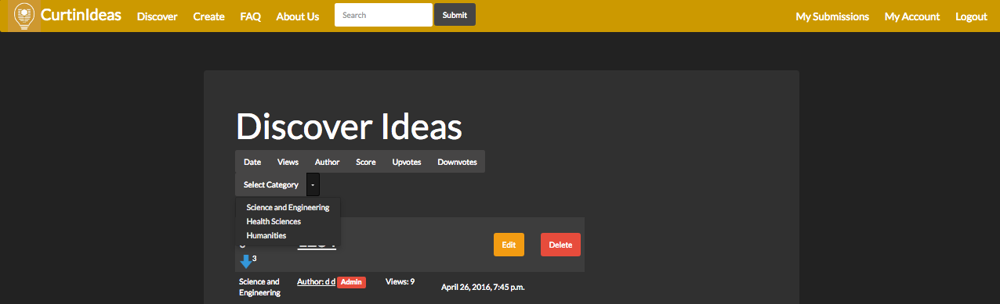 CurtinIdeas Discover Create FAQ About Us Search Submit My Submissions My Account Logout
Discover Ideas
Date Views Author Score Upvotes Downvotes
Select Category
Science and Engineering
Health Sciences
Humanities
Edit Delete
3
Science and Author: d d Admin Views: 9 April 26, 2016, 7:45 p.m.
Engineering